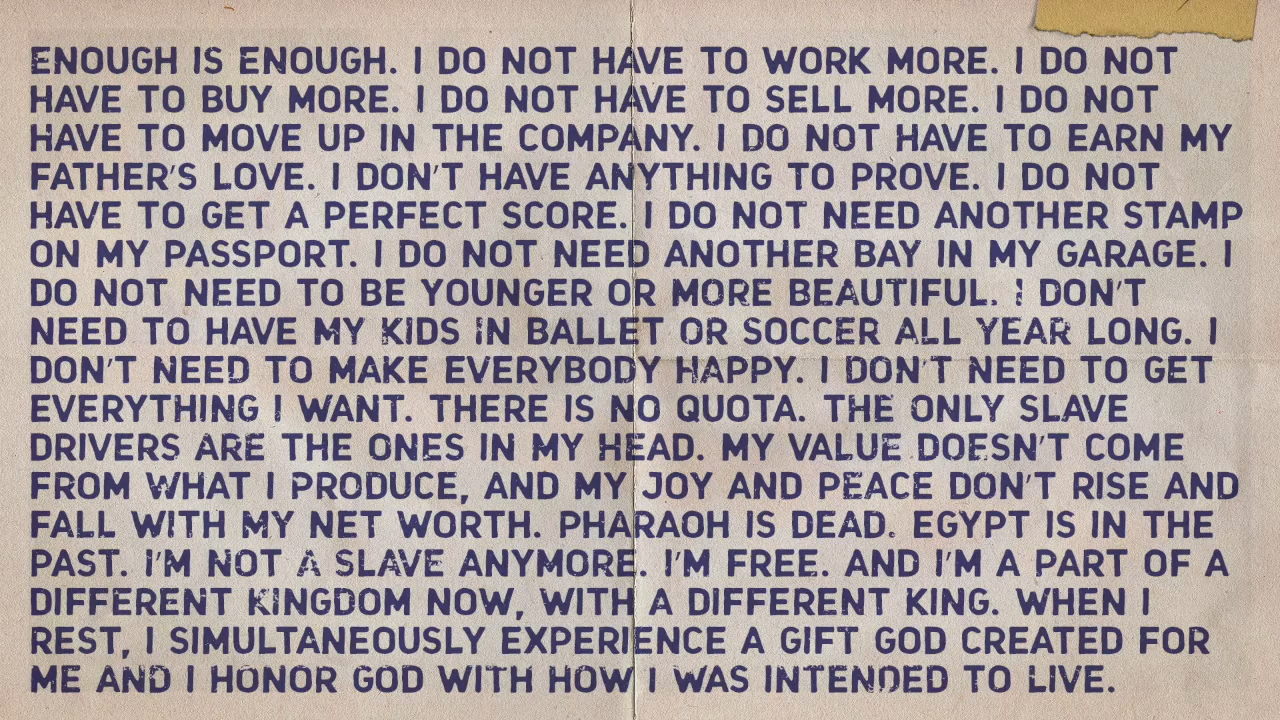 ENOUGH IS ENOUGH. I DO NOT HAVE TO WORK MORE. I DO NOT
HAVE TO BUY MORE. I DO NOT HAVE TO SELL MORE. I DO NOT
HAVE TO MOVE UP IN THE COMPANY. I DO NOT HAVE TO EARN MY
FATHER'S LOVE. I DON'T HAVE ANYTHING TO PROVE. I DO NOT
HAVE TO GET A PERFECT SCORE. I DO NOT NEED ANOTHER STAMP
ON MY PASSPORT. I DO NOT NEED ANOTHER BAY IN MY GARAGE. I
DO NOT NEED TO BE YOUNGER OR MORE BEAUTIFUL. I DON'T
NEED TO HAVE MY KIDS IN BALLET OR SOCCER ALL YEAR LONG. I
DON'T NEED TO MAKE EVERYBODY HAPPY. I DON'T NEED TO GET
EVERYTHING I WANT. THERE IS NO QUOTA. THE ONLY SLAVE
DRIVERS ARE THE ONES IN MY HEAD. MY VALUE DOESN'T COME
FROM WHAT I PRODUCE, AND MY JOY AND PEACE DON'T RISE AND
FALL WITH MY NET WORTH. PHARAOH IS DEAD. EGYPT IS IN THE
PAST. I'M NOT A SLAVE ANYMORE. I'M FREE. AND I'M A PART OF A
DIFFERENT KINGDOM NOW, WITH A DIFFERENT KING. WHEN I
REST, I SIMULTANEOUSLY EXPERIENCE A GIFT GOD CREATED FOR
ME AND I HONOR GOD WITH HOW I WAS INTENDED TO LIVE.